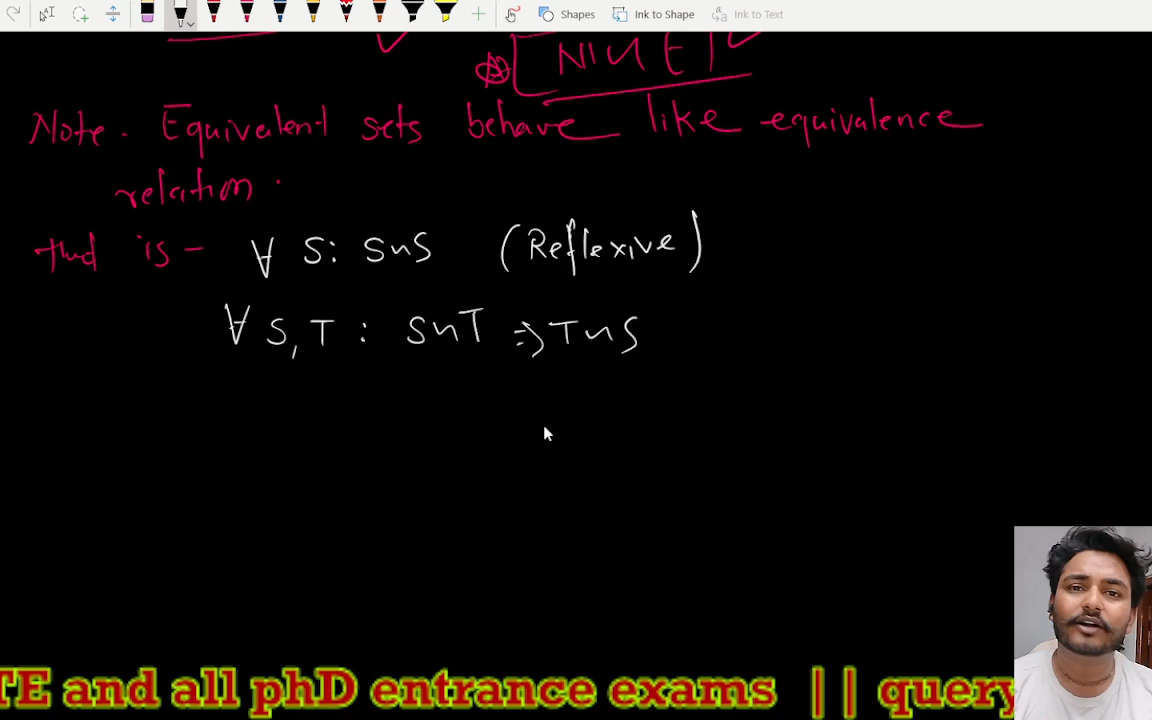 Shapes Ink to Shape Ink to Text
Note. Equivalent sets behave like equivalence
relation.
that is - ∀ S: S~S (Reflexive)
∀ S, T : S~T ⇒ T~S
TE and all phD entrance exams || query